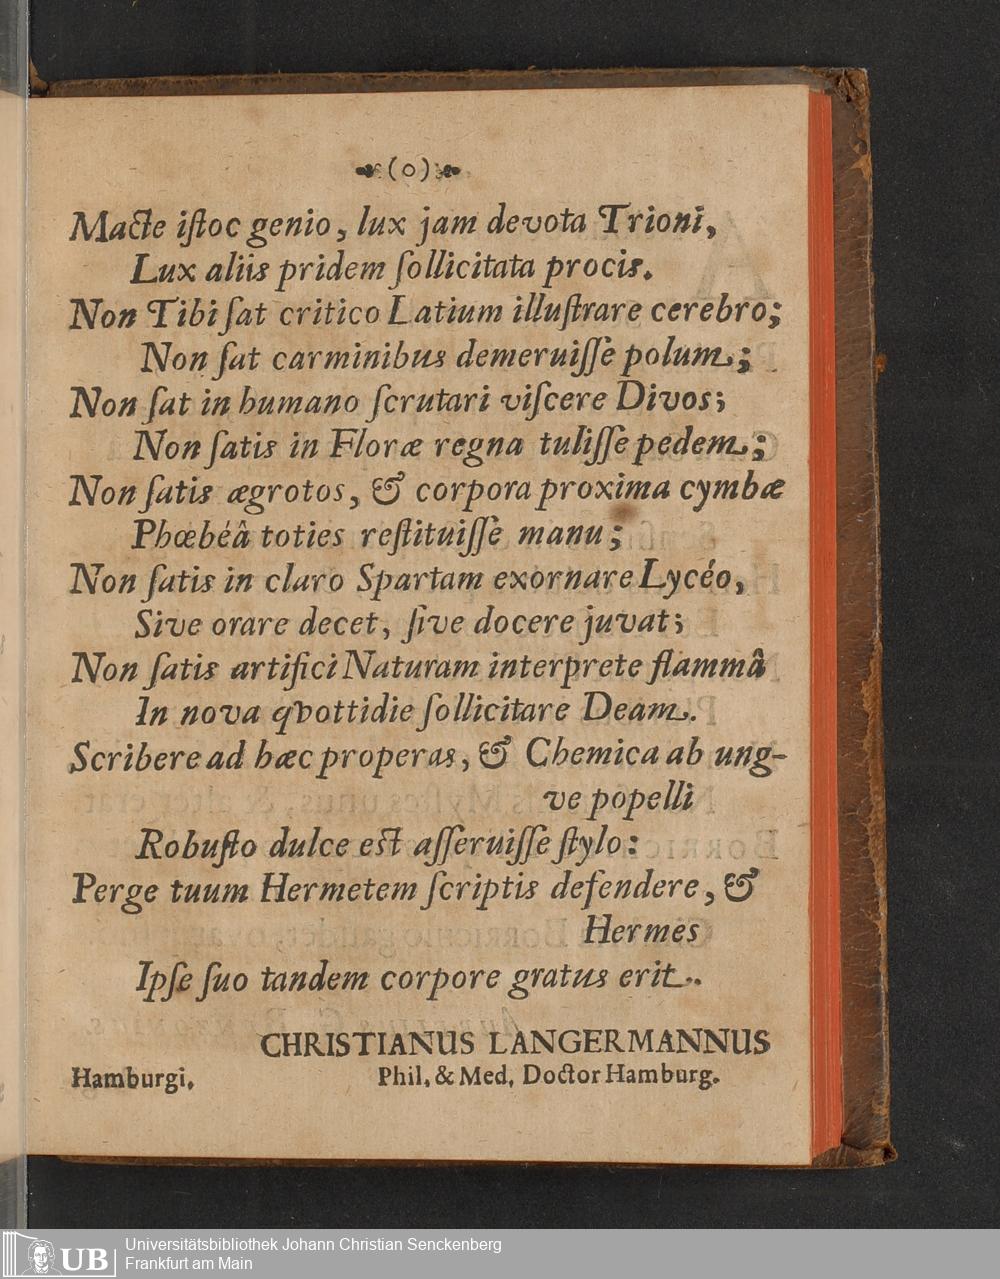 (o)
Macte iſtoc genio, lux jam devota Trioni,
Lux aliis pridem ſollicitata procis.
Non Tibi ſat critico Latium illuſtrare cerebro;
Non ſat carminibus demeruiſſe polum;
Non ſat in humano ſcrutari viſcere Divos;
Non ſatis in Floræ regna tuliſſe pedem;
Non ſatis ægrotos, & corpora proxima cymbæ
Phœbéâ toties reſtituiſſe manu;
Non ſatis in claro Spartam exornare Lycéo,
Sive orare decet, ſive docere juvat;
Non ſatis artifici Naturam interprete flammâ
In nova qvottidie ſollicitare Deam.
Scribere ad hæc properas, & Chemica ab ung-
ve popelli
Robuſto dulce eſt aſſeruiſſe ſtylo:
Perge tuum Hermetem ſcriptis defendere, &
Hermes
Ipſe ſuo tandem corpore gratus erit.
CHRISTIANUS LANGERMANNUS
Hamburgi, Phil. & Med. Doctor Hamburg.
UB Universitätsbibliothek Johann Christian Senckenberg
Frankfurt am Main